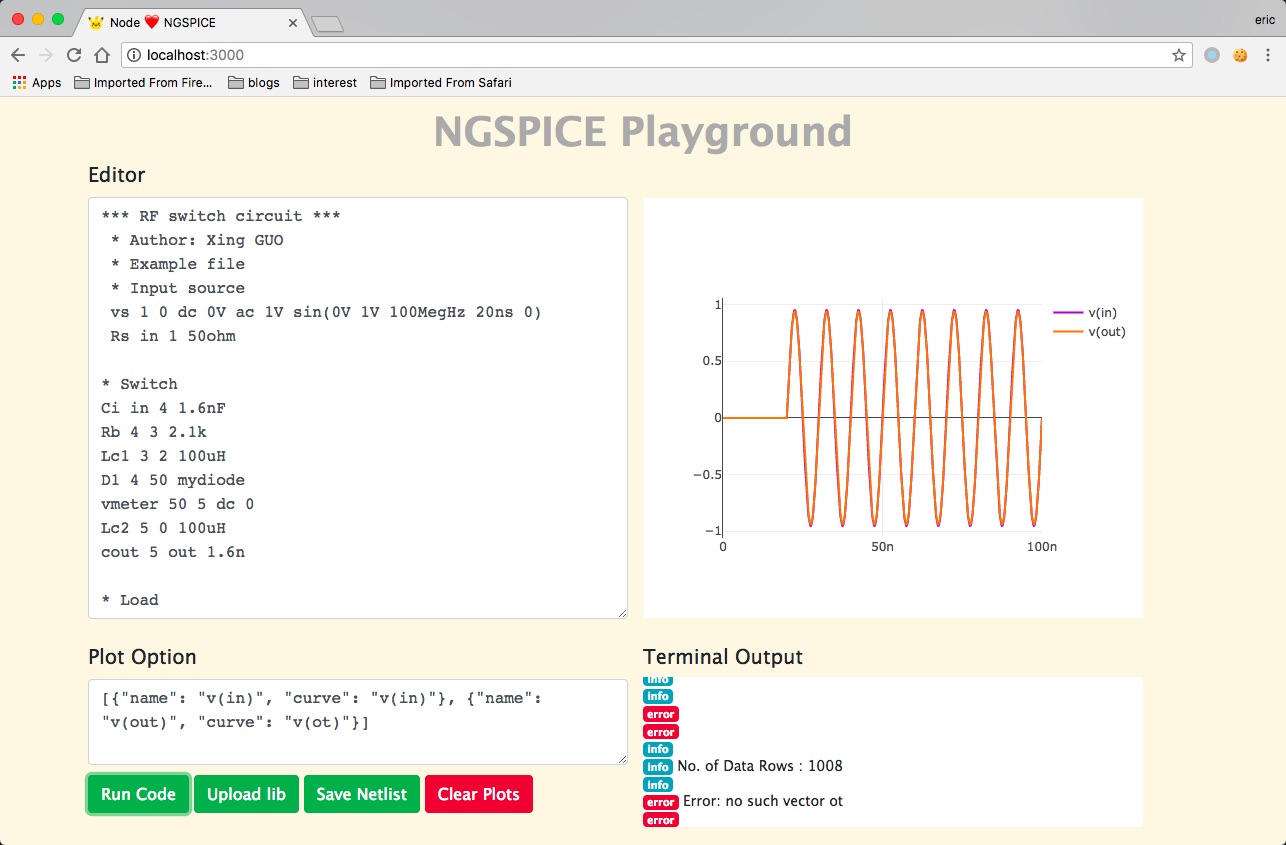 Node ❤️ NGSPICE
eric
localhost:3000
Apps Imported From Fire... blogs interest Imported From Safari
NGSPICE Playground
Editor
*** RF switch circuit ***
* Author: Xing GUO
* Example file
* Input source
vs 1 0 dc 0V ac 1V sin(0V 1V 100MegHz 20ns 0)
Rs in 1 50ohm
* Switch
Ci in 4 1.6nF
Rb 4 3 2.1k
Lc1 3 2 100uH
D1 4 50 mydiode
vmeter 50 5 dc 0
Lc2 5 0 100uH
cout 5 out 1.6n
* Load
1
0.5
0
−0.5
−1
0 50n 100n
v(in)
v(out)
Plot Option
[{"name": "v(in)", "curve": "v(in)"}, {"name":
"v(out)", "curve": "v(ot)"}]
Run Code Upload lib Save Netlist Clear Plots
Terminal Output
info
info
error
error
info
info No. of Data Rows : 1008
info
error Error: no such vector ot
error